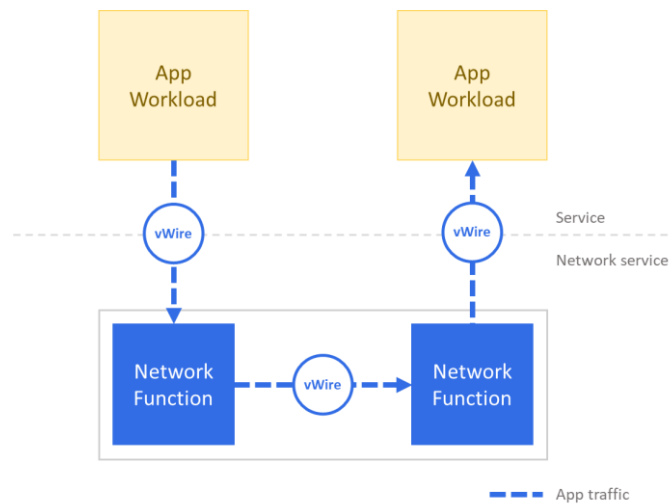 App
Workload
App
Workload
vWire
vWire
Service
Network service
Network
Function
vWire
Network
Function
App traffic